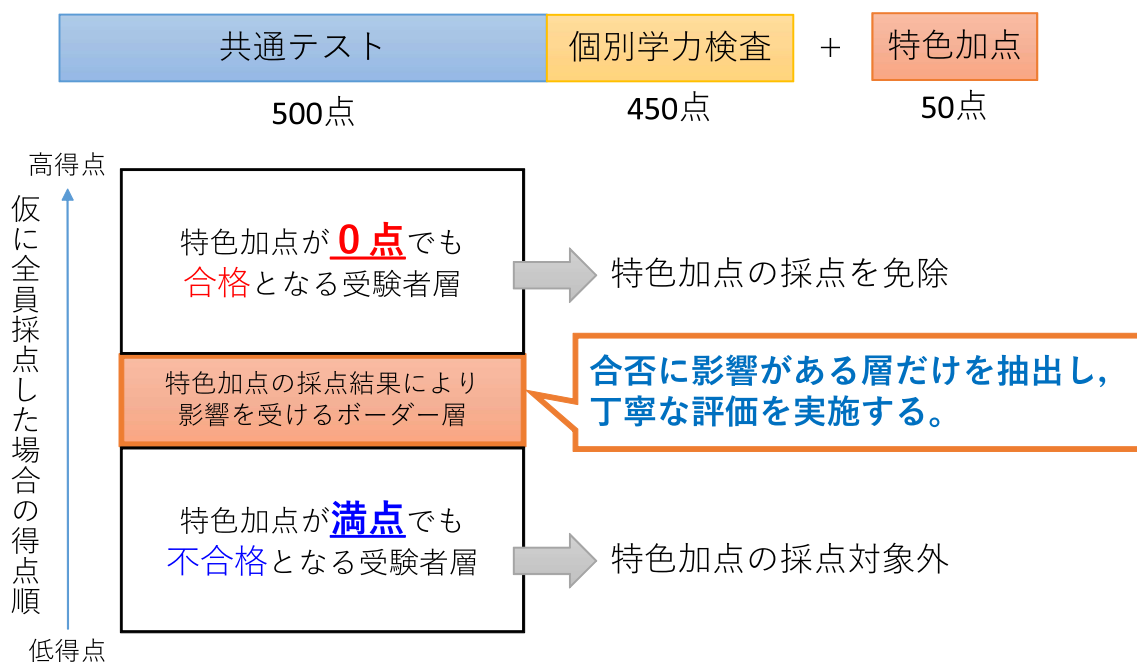 共通テスト
個別学力検査
+
特色加点
500点
450点
50点
高得点
仮に全員採点した場合の得点順
低得点
特色加点が０点でも
合格となる受験者層
特色加点の採点を免除
特色加点の採点結果により
影響を受けるボーダー層
合否に影響がある層だけを抽出し，
丁寧な評価を実施する。
特色加点が満点でも
不合格となる受験者層
特色加点の採点対象外